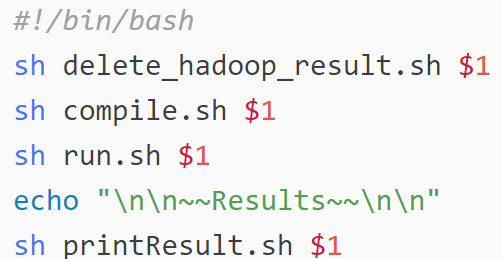 #!/bin/bash
sh delete_hadoop_result.sh $1
sh compile.sh $1
sh run.sh $1
echo "\n\n~~Results~~\n\n"
sh printResult.sh $1